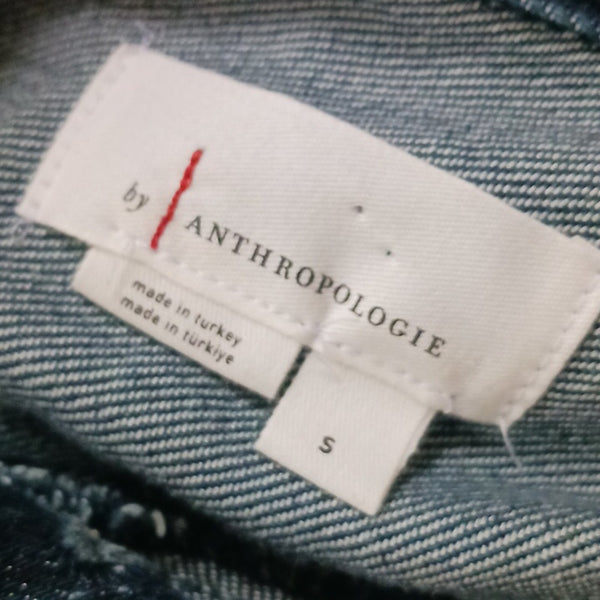 by ANTHROPOLOGIE
made in turkey
made in türkiye
S